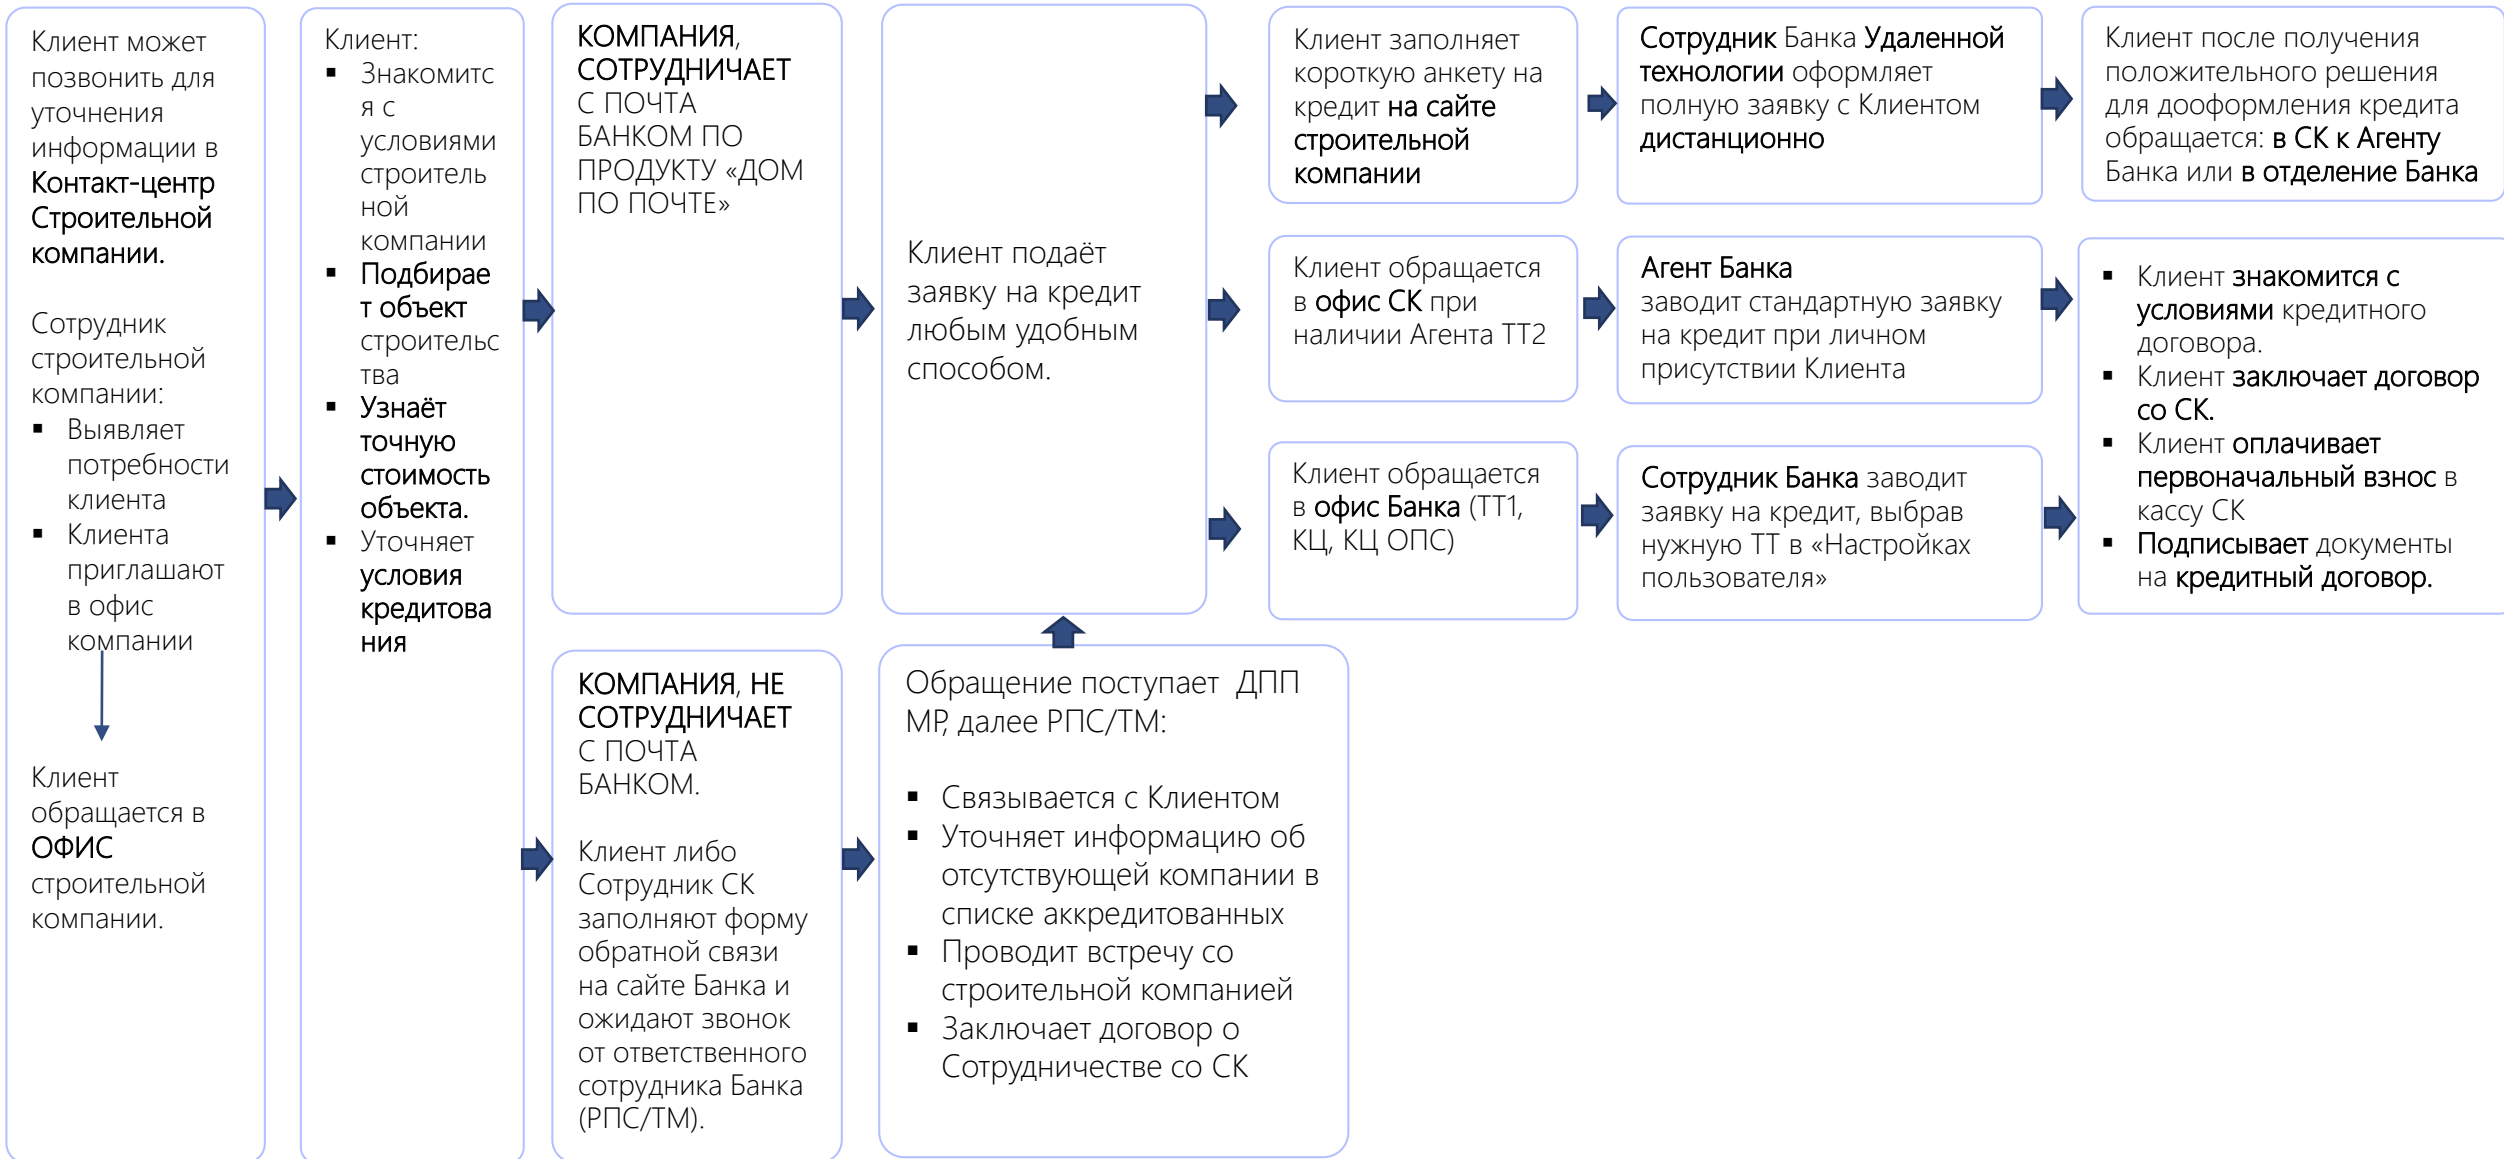 Клиент может
позвонить для
уточнения
информации в
Контакт-центр
Строительной
компании.
Сотрудник
строительной
компании:
▪ Выявляет
потребности
клиента
▪ Клиента
приглашают
в офис
компании
Клиент
обращается в
ОФИС
строительной
компании.
Клиент:
▪ Знакомитс
я с
условиями
строитель
ной
компании
▪ Подбирае
т объект
строительс
тва
▪ Узнаёт
точную
стоимость
объекта.
▪ Уточняет
условия
кредитова
ния
КОМПАНИЯ,
СОТРУДНИЧАЕТ
С ПОЧТА
БАНКОМ ПО
ПРОДУКТУ «ДОМ
ПО ПОЧТЕ»
КОМПАНИЯ, НЕ
СОТРУДНИЧАЕТ
С ПОЧТА
БАНКОМ.
Клиент либо
Сотрудник СК
заполняют форму
обратной связи
на сайте Банка и
ожидают звонок
от ответственного
сотрудника Банка
(РПС/ТМ).
Клиент подаёт
заявку на кредит
любым удобным
способом.
Обращение поступает ДПП
МР, далее РПС/ТМ:
▪ Связывается с Клиентом
▪ Уточняет информацию об
отсутствующей компании в
списке аккредитованных
▪ Проводит встречу со
строительной компанией
▪ Заключает договор о
Сотрудничестве со СК
Клиент заполняет
короткую анкету на
кредит на сайте
строительной
компании
Сотрудник Банка Удаленной
технологии оформляет
полную заявку с Клиентом
дистанционно
Клиент после получения
положительного решения
для дооформления кредита
обращается: в СК к Агенту
Банка или в отделение Банка
Клиент обращается
в офис СК при
наличии Агента ТТ2
Агент Банка
заводит стандартную заявку
на кредит при личном
присутствии Клиента
Клиент обращается
в офис Банка (ТТ1,
КЦ, КЦ ОПС)
Сотрудник Банка заводит
заявку на кредит, выбрав
нужную ТТ в «Настройках
пользователя»
▪ Клиент знакомится с
условиями кредитного
договора.
▪ Клиент заключает договор
со СК.
▪ Клиент оплачивает
первоначальный взнос в
кассу СК
▪ Подписывает документы
на кредитный договор.